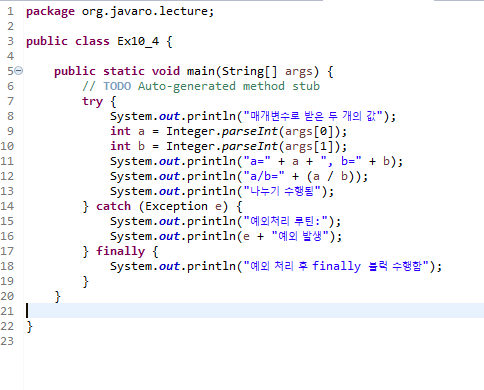 1 package org.javaro.lecture;
2
3 public class Ex10_4 {
4
5 public static void main(String[] args) {
6 // TODO Auto-generated method stub
7 try {
8 System.out.println("매개변수로 받은 두 개의 값");
9 int a = Integer.parseInt(args[0]);
10 int b = Integer.parseInt(args[1]);
11 System.out.println("a=" + a + ", b=" + b);
12 System.out.println("a/b=" + (a / b));
13 System.out.println("나누기 수행됨");
14 } catch (Exception e) {
15 System.out.println("예외처리 루틴:");
16 System.out.println(e + "예외 발생");
17 } finally {
18 System.out.println("예외 처리 후 finally 블럭 수행함");
19 }
20 }
21
22 }
23